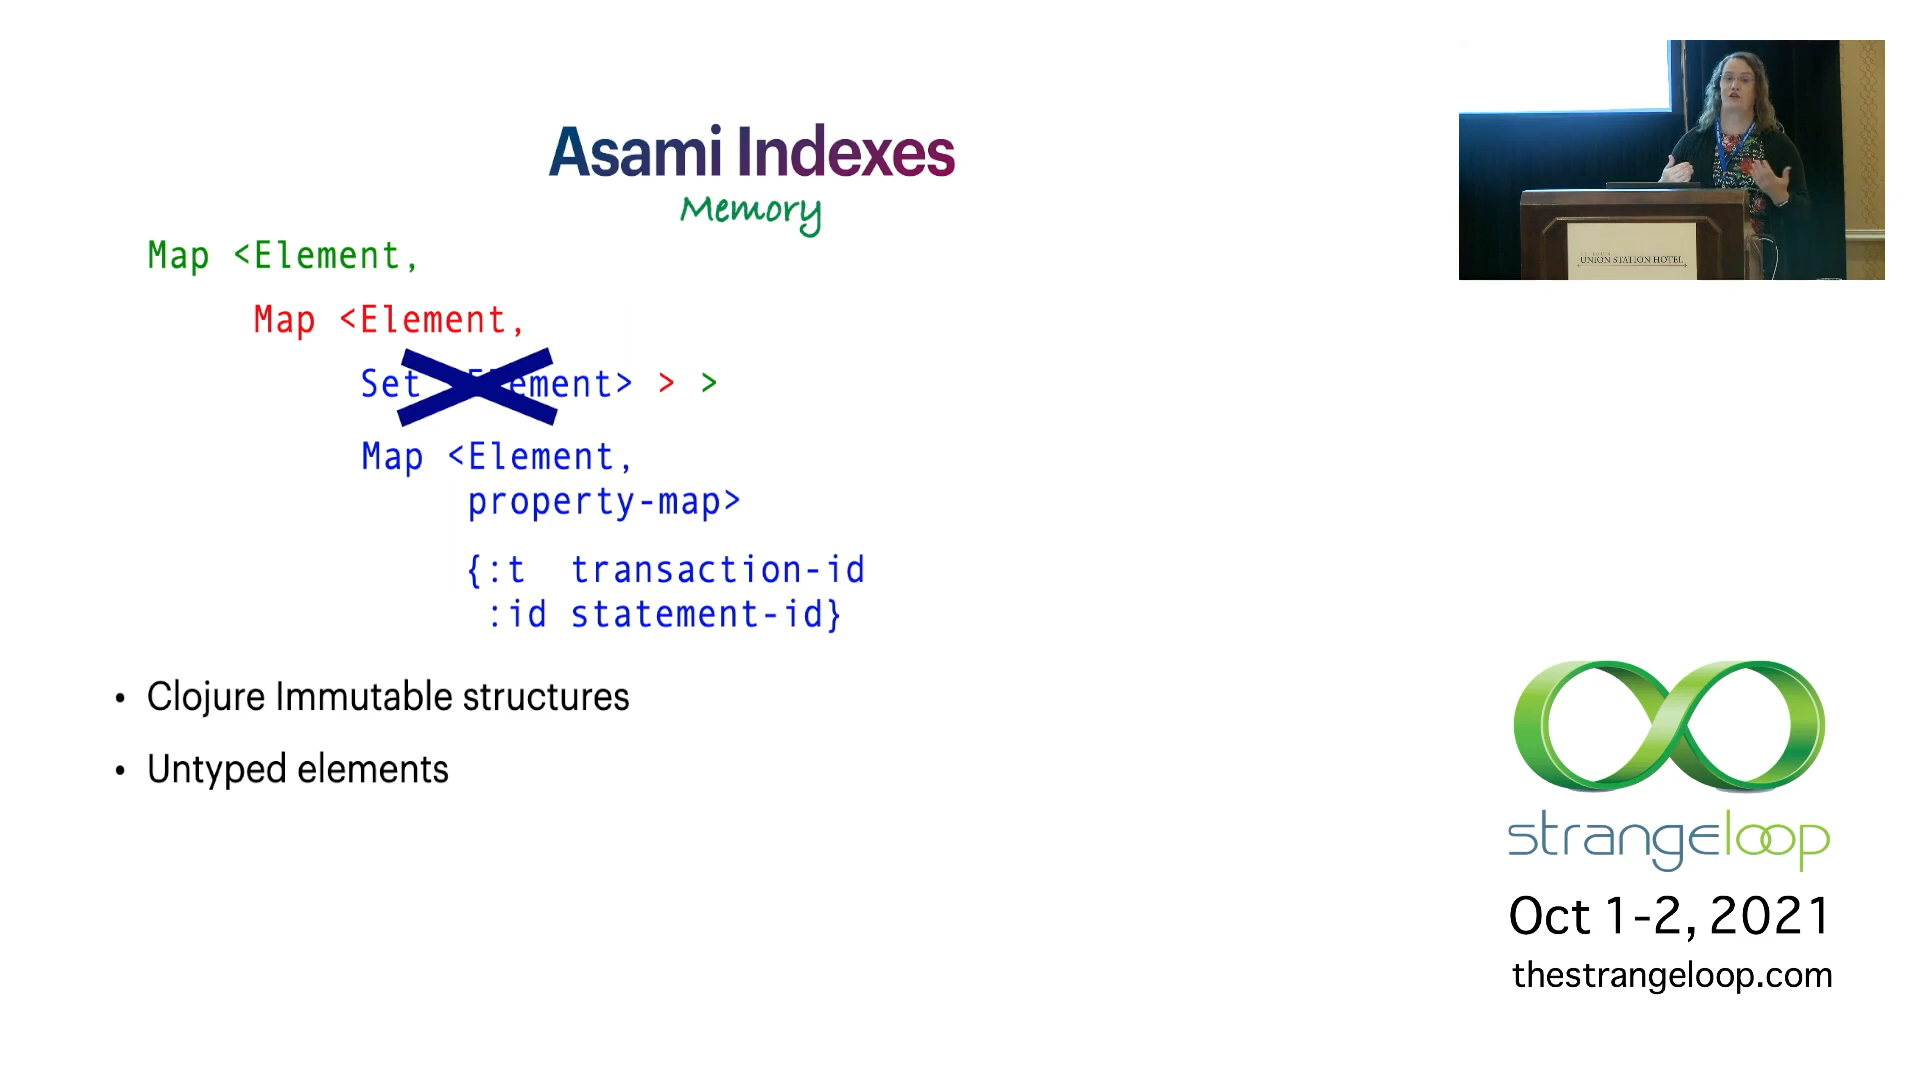 Asami Indexes
Memory
Map <Element,
Map <Element,
Set <Element> > >
Map <Element,
property-map>
{:t transaction-id
:id statement-id}
• Clojure Immutable structures
• Untyped elements
UNION STATION HOTEL
strangeloop
Oct 1-2, 2021
thestrangeloop.com